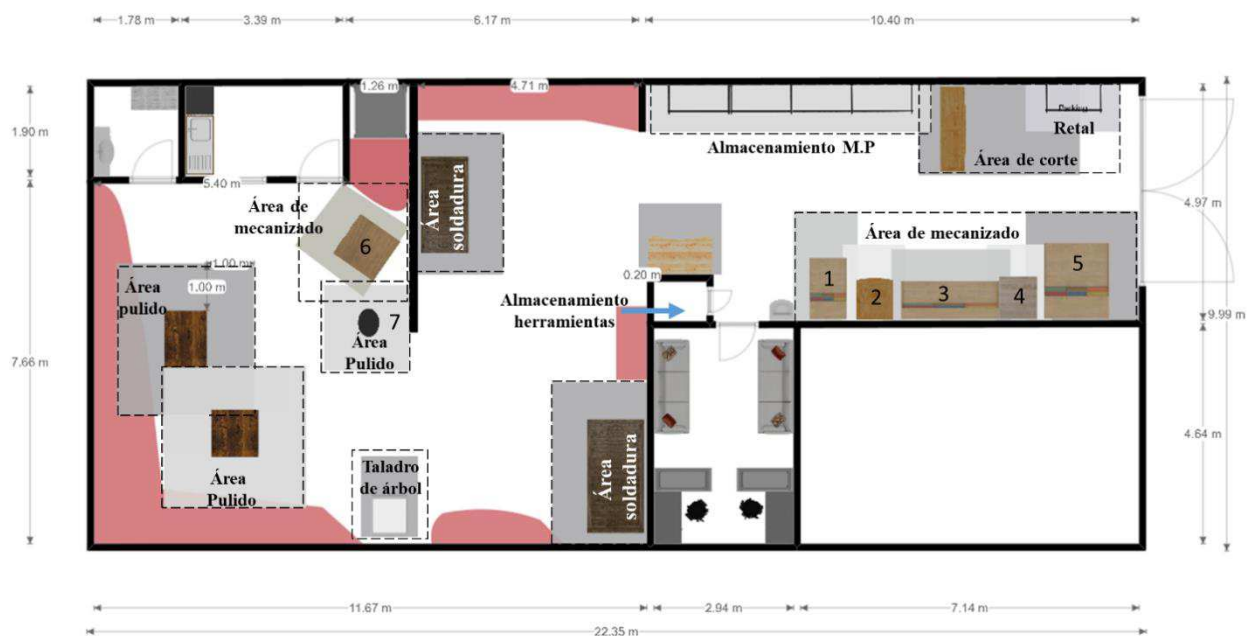 1.78 m
3.39 m
6.17 m
10.40 m
1.26 m
4.71 m
1.90 m
Parking
Retal
Almacenamiento M.P
Área de corte
5.40 m
Área de
mecanizado
Área
soldadura
4.97 m
Área de mecanizado
6
1
2
3
4
5
0.20 m
1.00 m
1.00 m
Área
pulido
Almacenamiento
herramientas
7
Área
Pulido
9.99 m
7.66 m
4.64 m
Área
Pulido
Taladro
de árbol
Área
soldadura
11.67 m
2.94 m
7.14 m
22.35 m